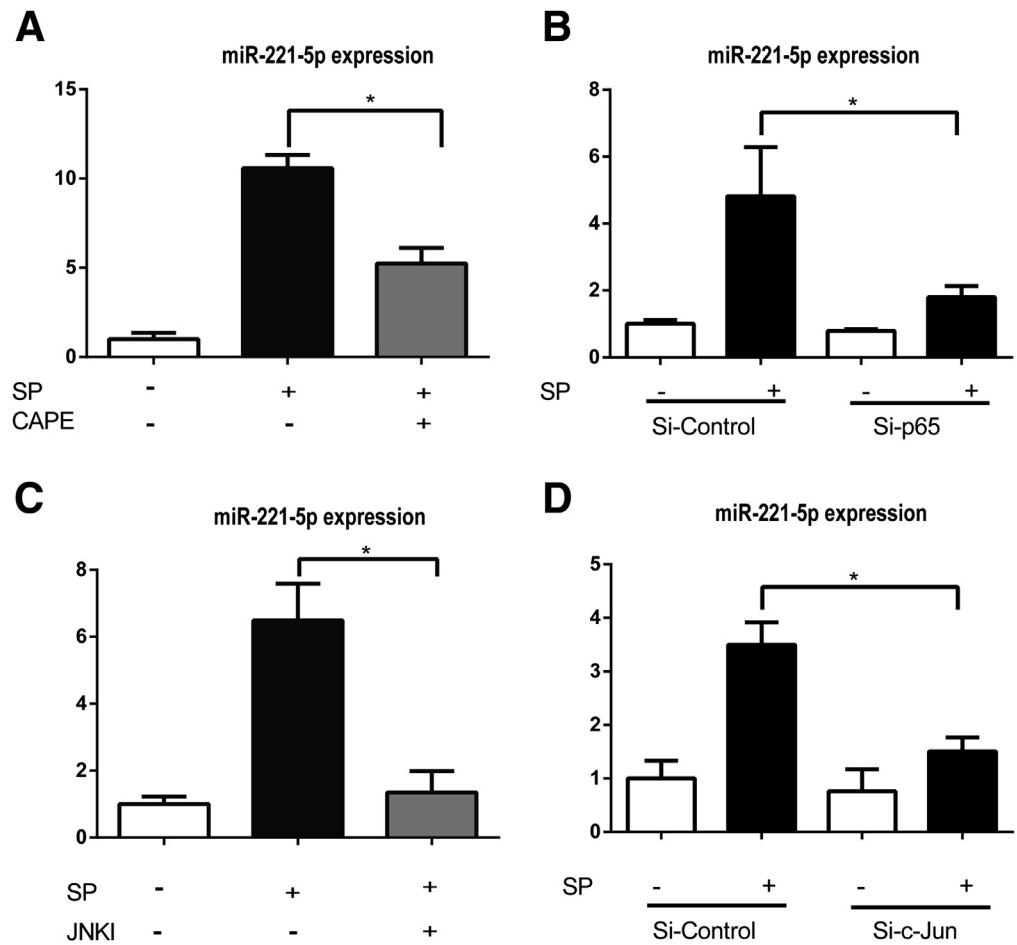 A
miR-221-5p expression
*
15
10
5
0
SP - + +
CAPE - - +
B
miR-221-5p expression
*
8
6
4
2
0
SP - + - +
Si-Control Si-p65
C
miR-221-5p expression
*
8
6
4
2
0
SP - + +
JNKI - - +
D
miR-221-5p expression
*
5
4
3
2
1
0
SP - + - +
Si-Control Si-c-Jun